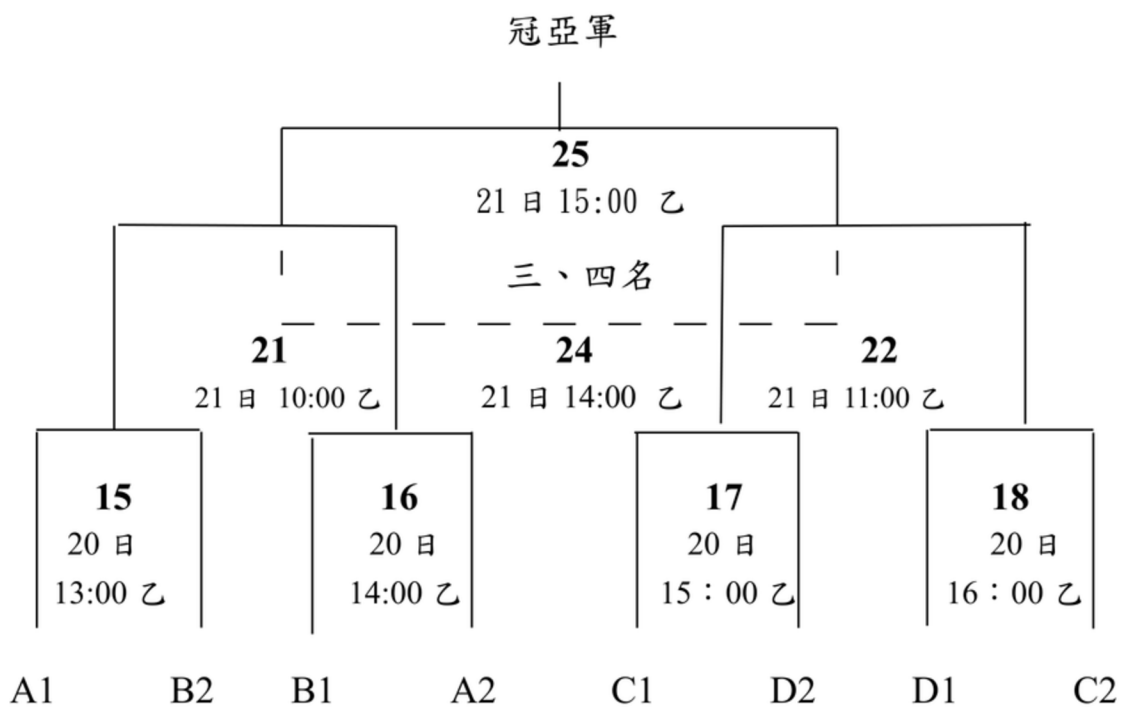 冠亞軍
25
21 日 15:00 乙
三、四名
21 24 22
21 日 10:00 乙 21 日 14:00 乙 21 日 11:00 乙
15 16 17 18
20 日 20 日 20 日 20 日
13:00 乙 14:00 乙 15：00 乙 16：00 乙
A1 B2 B1 A2 C1 D2 D1 C2